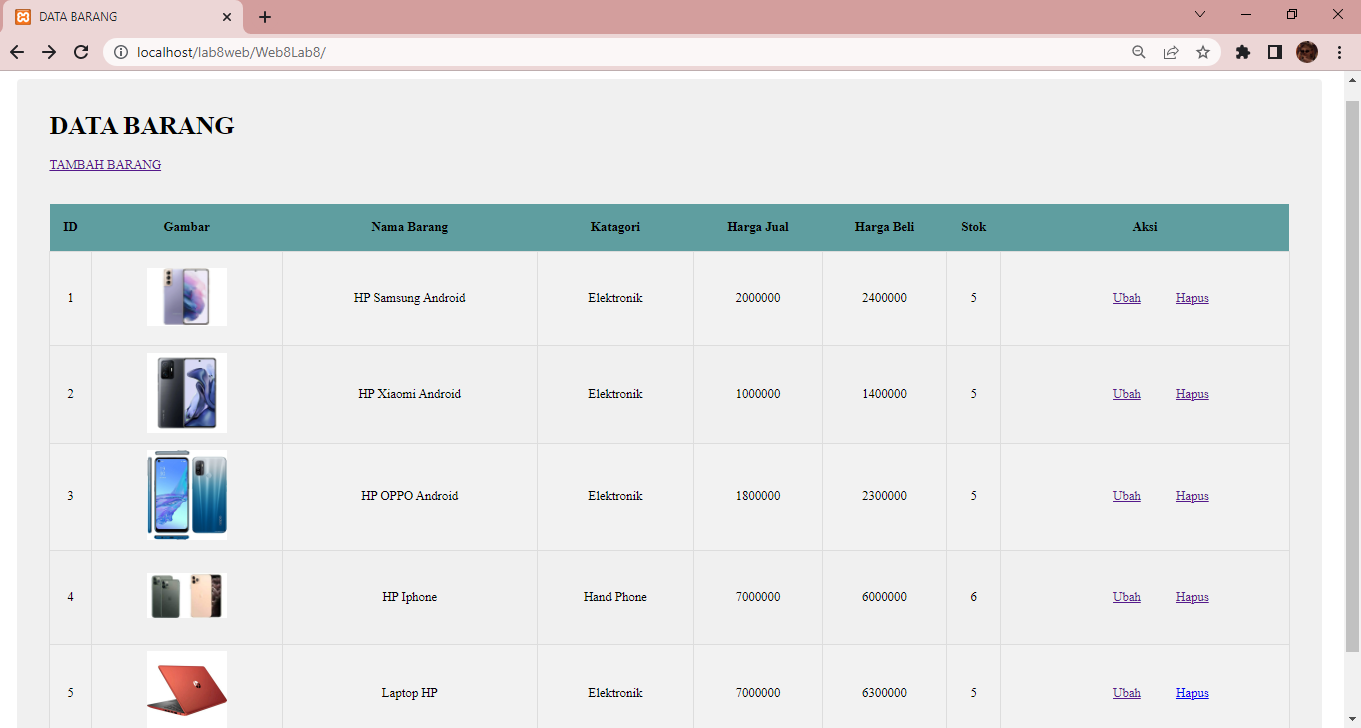 DATA BARANG
localhost/lab8web/Web8Lab8/
DATA BARANG
TAMBAH BARANG
ID Gambar Nama Barang Katagori Harga Jual Harga Beli Stok Aksi
1 HP Samsung Android Elektronik 2000000 2400000 5 Ubah Hapus
2 HP Xiaomi Android Elektronik 1000000 1400000 5 Ubah Hapus
3 HP OPPO Android Elektronik 1800000 2300000 5 Ubah Hapus
4 HP Iphone Hand Phone 7000000 6000000 6 Ubah Hapus
5 Laptop HP Elektronik 7000000 6300000 5 Ubah Hapus